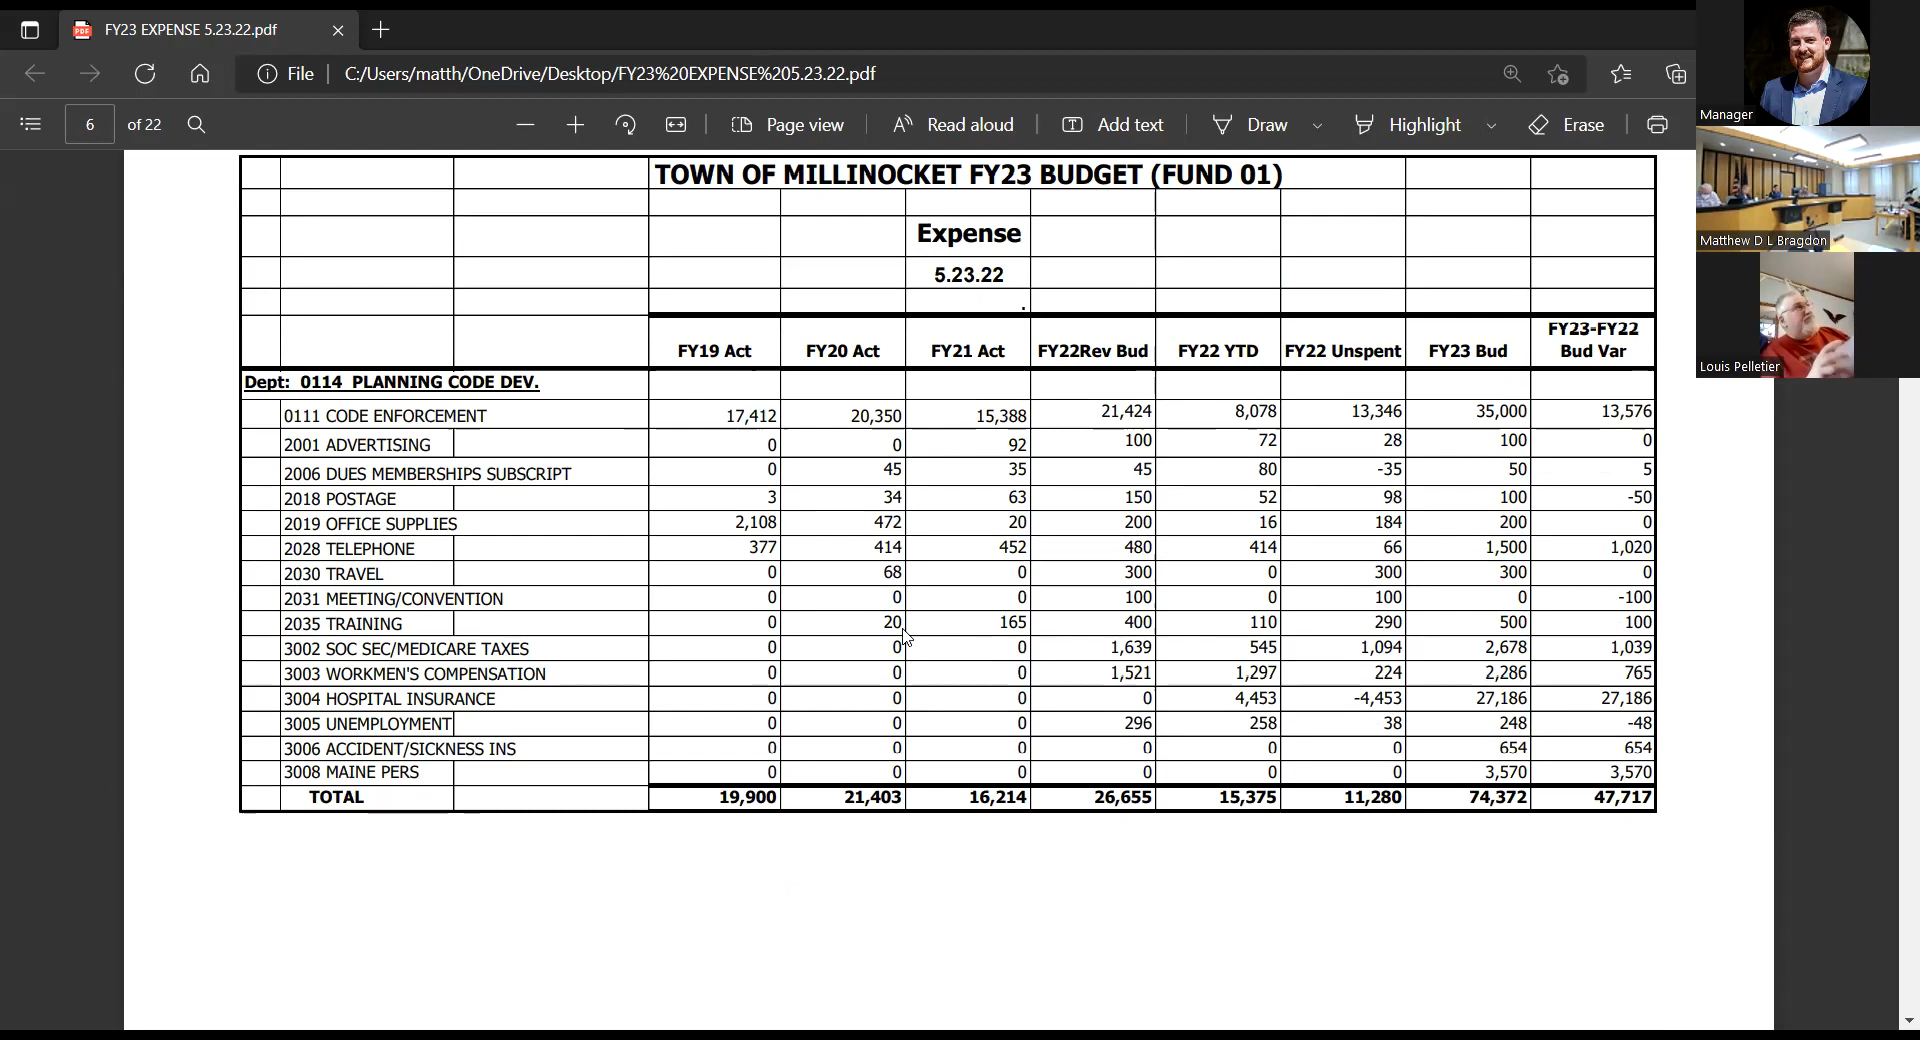 FY23 EXPENSE 5.23.22.pdf
File C:/Users/matth/OneDrive/Desktop/FY23%20EXPENSE%205.23.22.pdf
6 of 22 Page view Read aloud Add text Draw Highlight Erase
Manager
Matthew D L Bragdon
Louis Pelletier
TOWN OF MILLINOCKET FY23 BUDGET (FUND 01)
Expense
5.23.22
.
FY19 Act FY20 Act FY21 Act FY22Rev Bud FY22 YTD FY22 Unspent FY23 Bud FY23-FY22 Bud Var
Dept: 0114 PLANNING CODE DEV.
0111 CODE ENFORCEMENT 17,412 20,350 15,388 21,424 8,078 13,346 35,000 13,576
2001 ADVERTISING 0 0 92 100 72 28 100 0
2006 DUES MEMBERSHIPS SUBSCRIPT 0 45 35 45 80 -35 50 5
2018 POSTAGE 3 34 63 150 52 98 100 -50
2019 OFFICE SUPPLIES 2,108 472 20 200 16 184 200 0
2028 TELEPHONE 377 414 452 480 414 66 1,500 1,020
2030 TRAVEL 0 68 0 300 0 300 300 0
2031 MEETING/CONVENTION 0 0 0 100 0 100 0 -100
2035 TRAINING 0 20 165 400 110 290 500 100
3002 SOC SEC/MEDICARE TAXES 0 0 0 1,639 545 1,094 2,678 1,039
3003 WORKMEN'S COMPENSATION 0 0 0 1,521 1,297 224 2,286 765
3004 HOSPITAL INSURANCE 0 0 0 0 4,453 -4,453 27,186 27,186
3005 UNEMPLOYMENT 0 0 0 296 258 38 248 -48
3006 ACCIDENT/SICKNESS INS 0 0 0 0 0 0 654 654
3008 MAINE PERS 0 0 0 0 0 0 3,570 3,570
TOTAL 19,900 21,403 16,214 26,655 15,375 11,280 74,372 47,717